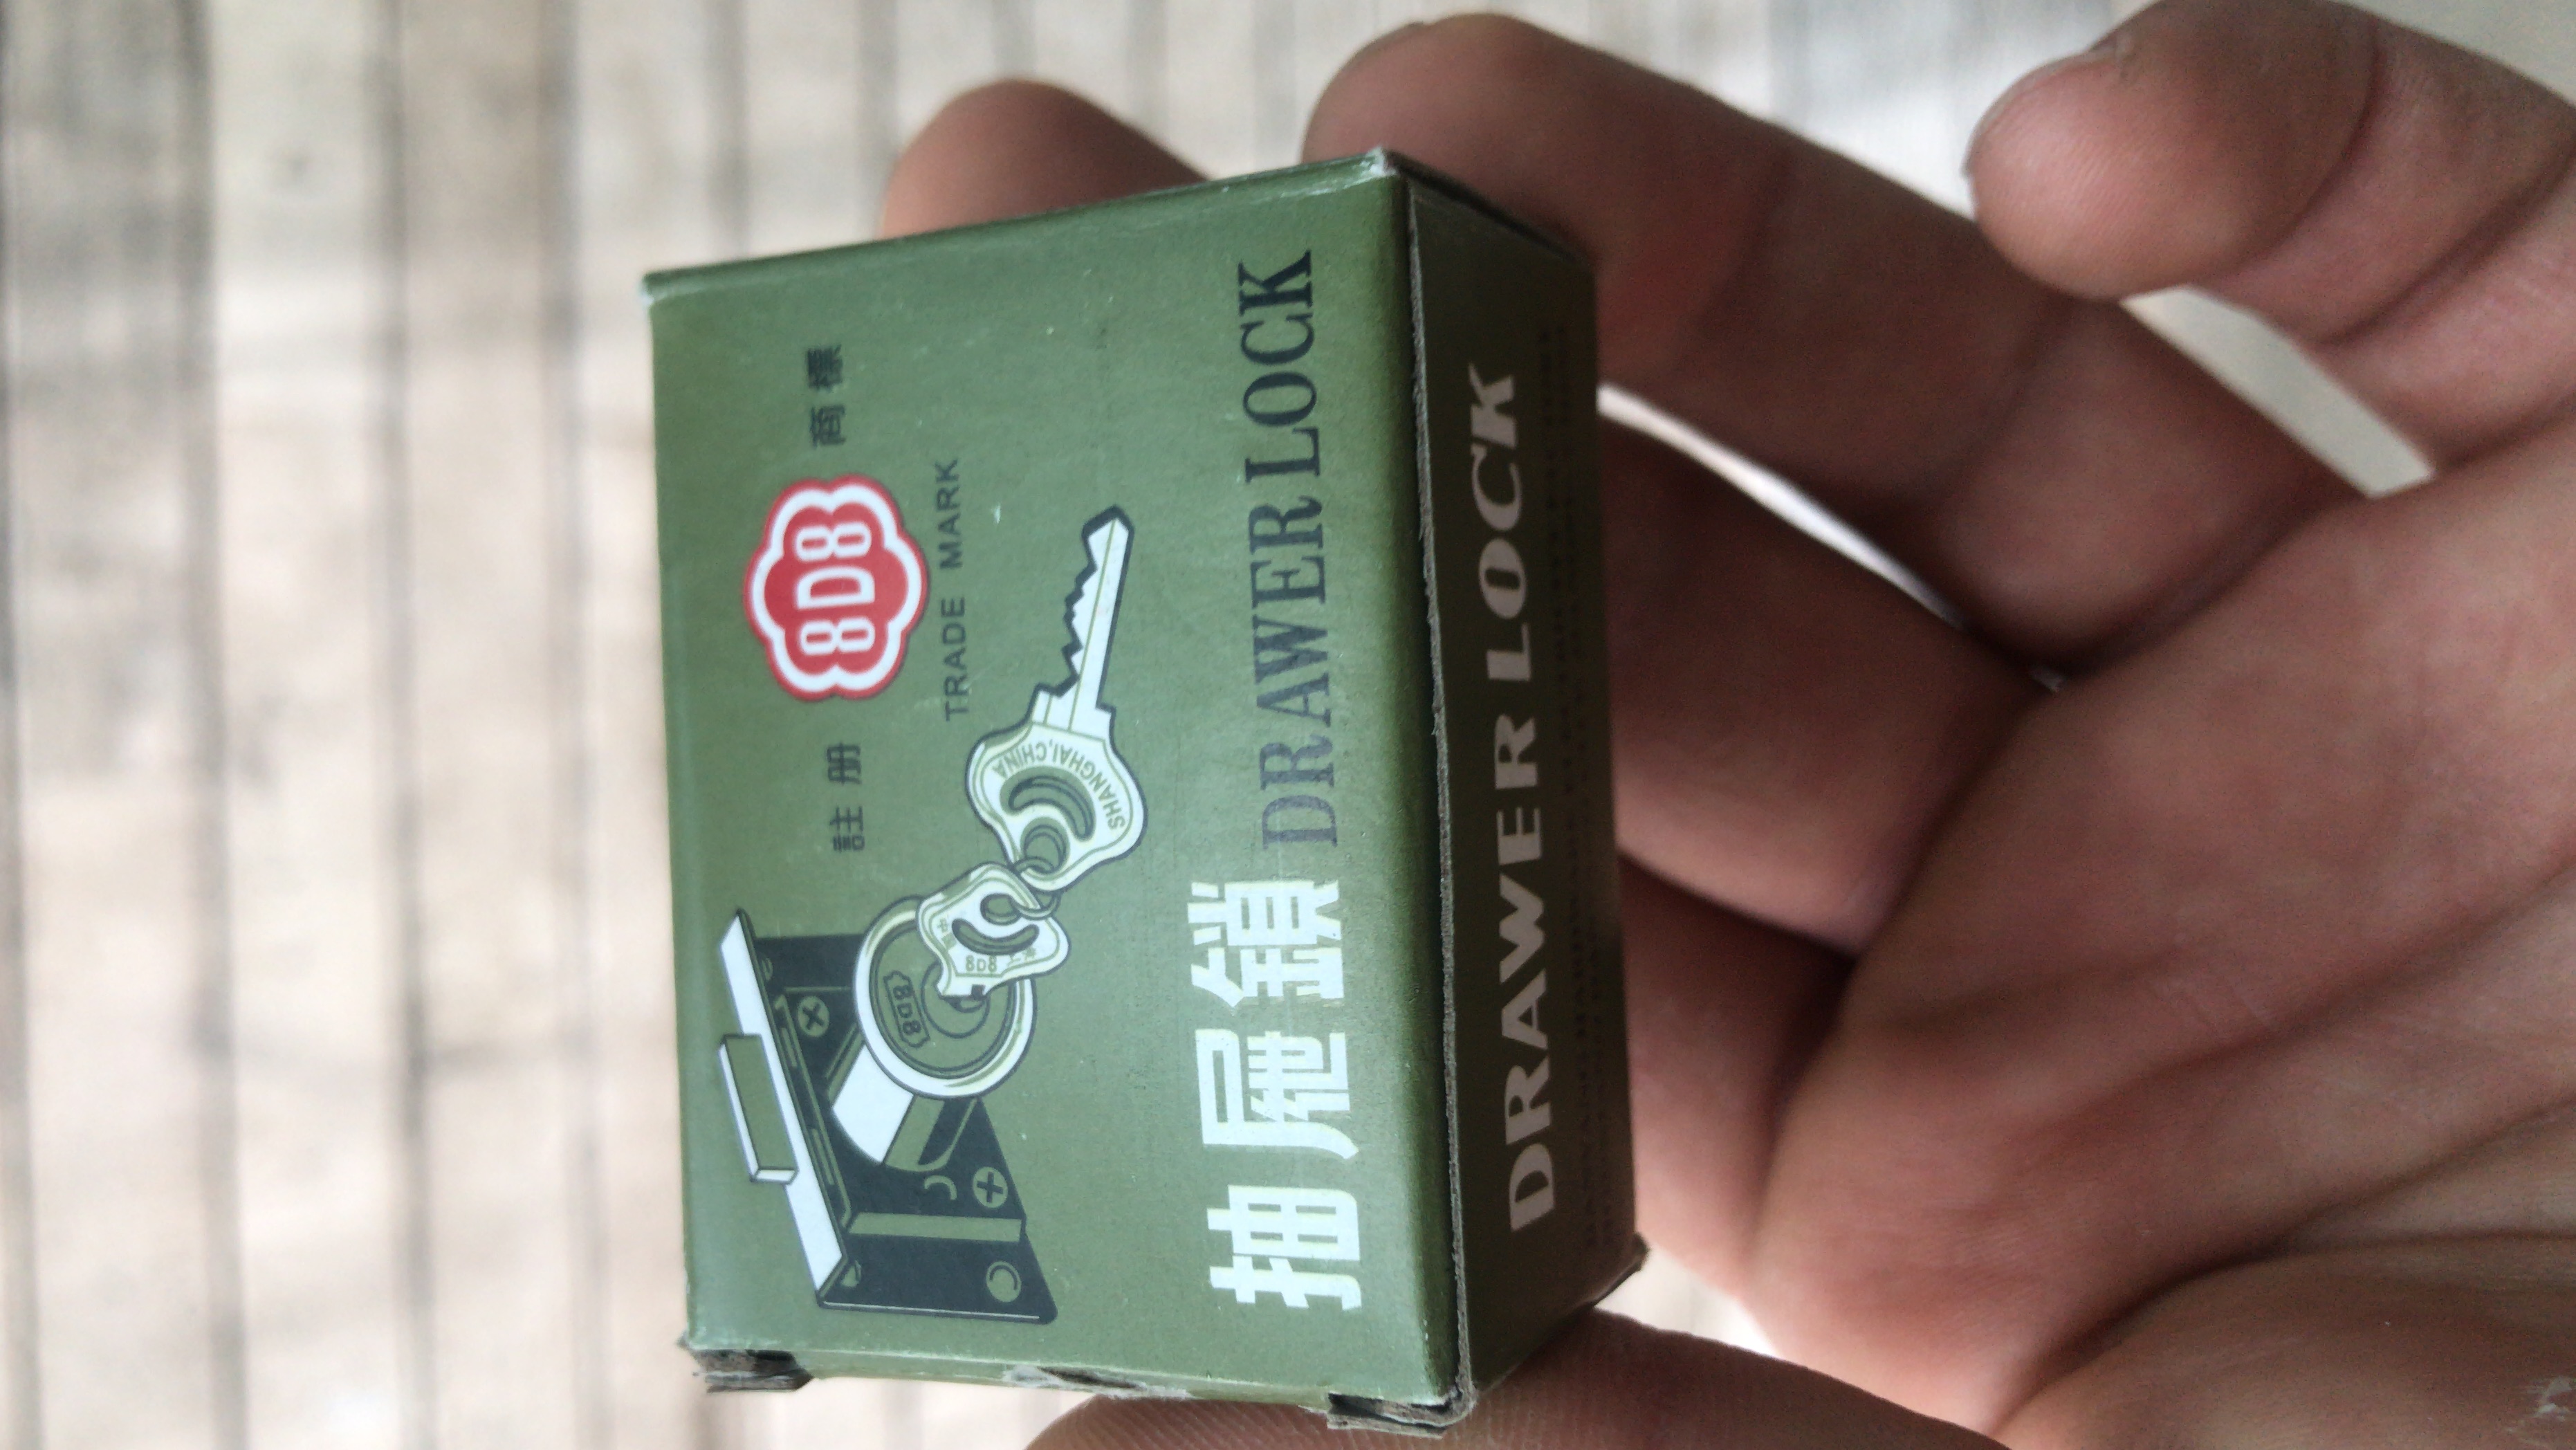 註册 8D8 商標
TRADE MARK
SHANGHAI,CHINA
8D8
8D8
抽屜鎖 DRAWER LOCK
DRAWER LOCK